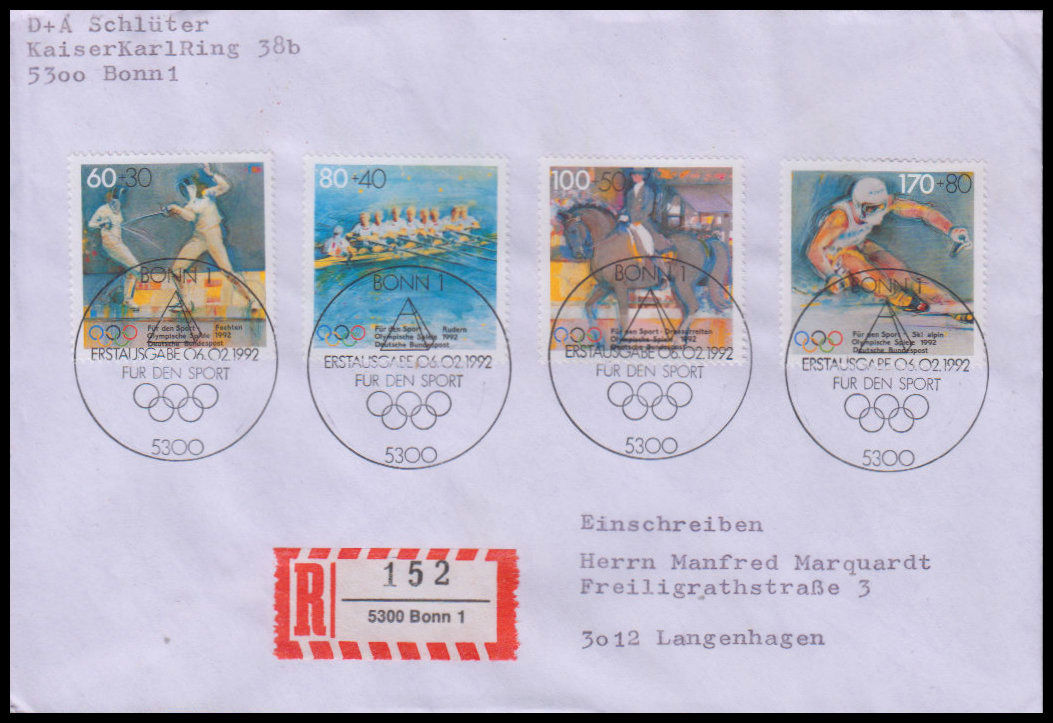 D+A Schlüter
KaiserKarlRing 38b
53oo Bonn1
60+30
80+40
100+50
170+80
Für den Sport · Fechten
Olympische Spiele 1992
Deutsche Bundespost
Für den Sport · Rudern
Olympische Spiele 1992
Deutsche Bundespost
Für den Sport · Dressurreiten
Olympische Spiele 1992
Deutsche Bundespost
Für den Sport · Ski alpin
Olympische Spiele 1992
Deutsche Bundespost
BONN 1
ERSTAUSGABE 06.02.1992
FÜR DEN SPORT
5300
BONN 1
ERSTAUSGABE 06.02.1992
FÜR DEN SPORT
5300
BONN 1
ERSTAUSGABE 06.02.1992
FÜR DEN SPORT
5300
BONN 1
ERSTAUSGABE 06.02.1992
FÜR DEN SPORT
5300
R
152
5300 Bonn 1
Einschreiben
Herrn Manfred Marquardt
Freiligrathstraße 3
3o12 Langenhagen